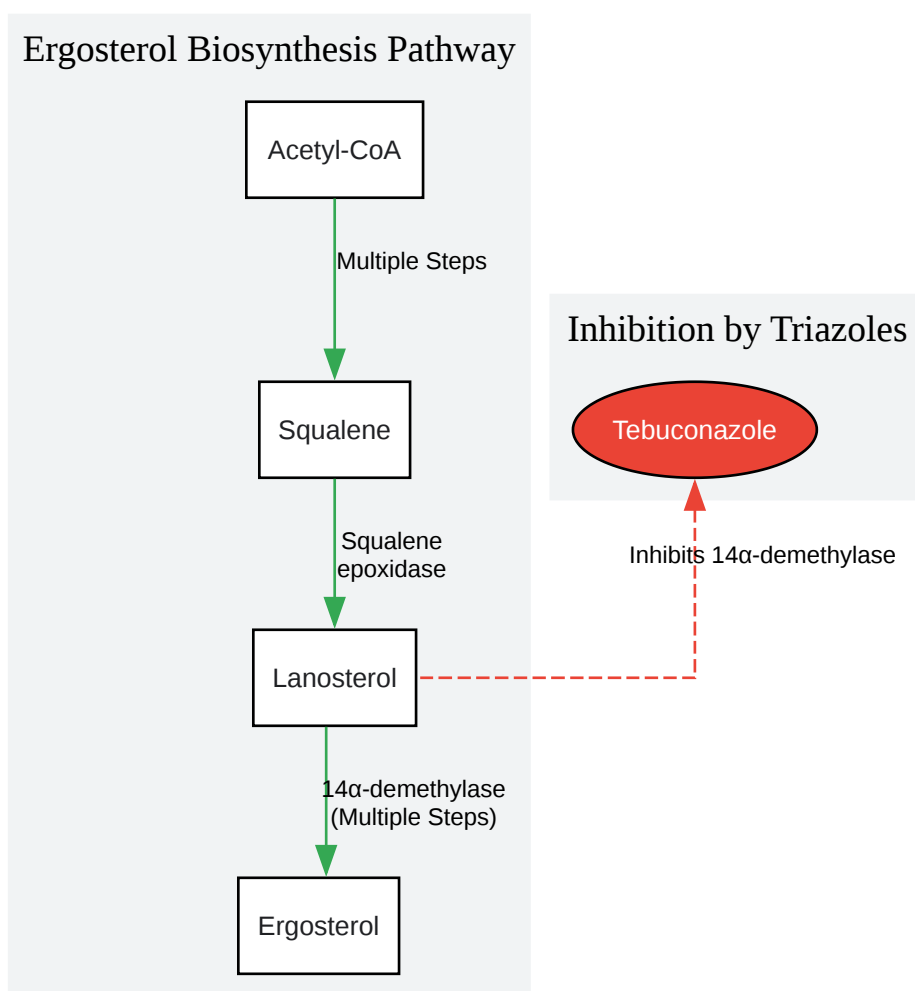 Ergosterol Biosynthesis Pathway
Acetyl-CoA
Multiple Steps
Squalene
Squalene
epoxidase
Lanosterol
14α-demethylase
(Multiple Steps)
Ergosterol
Inhibition by Triazoles
Tebuconazole
Inhibits 14α-demethylase